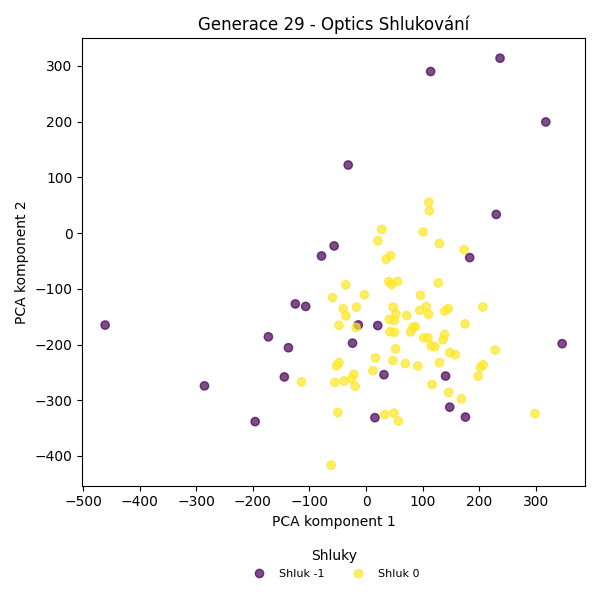 Generace 29 - Optics Shlukování
300
200
100
0
−100
−200
−300
−400
PCA komponent 2
−500 −400 −300 −200 −100 0 100 200 300
PCA komponent 1
Shluky
Shluk -1 Shluk 0